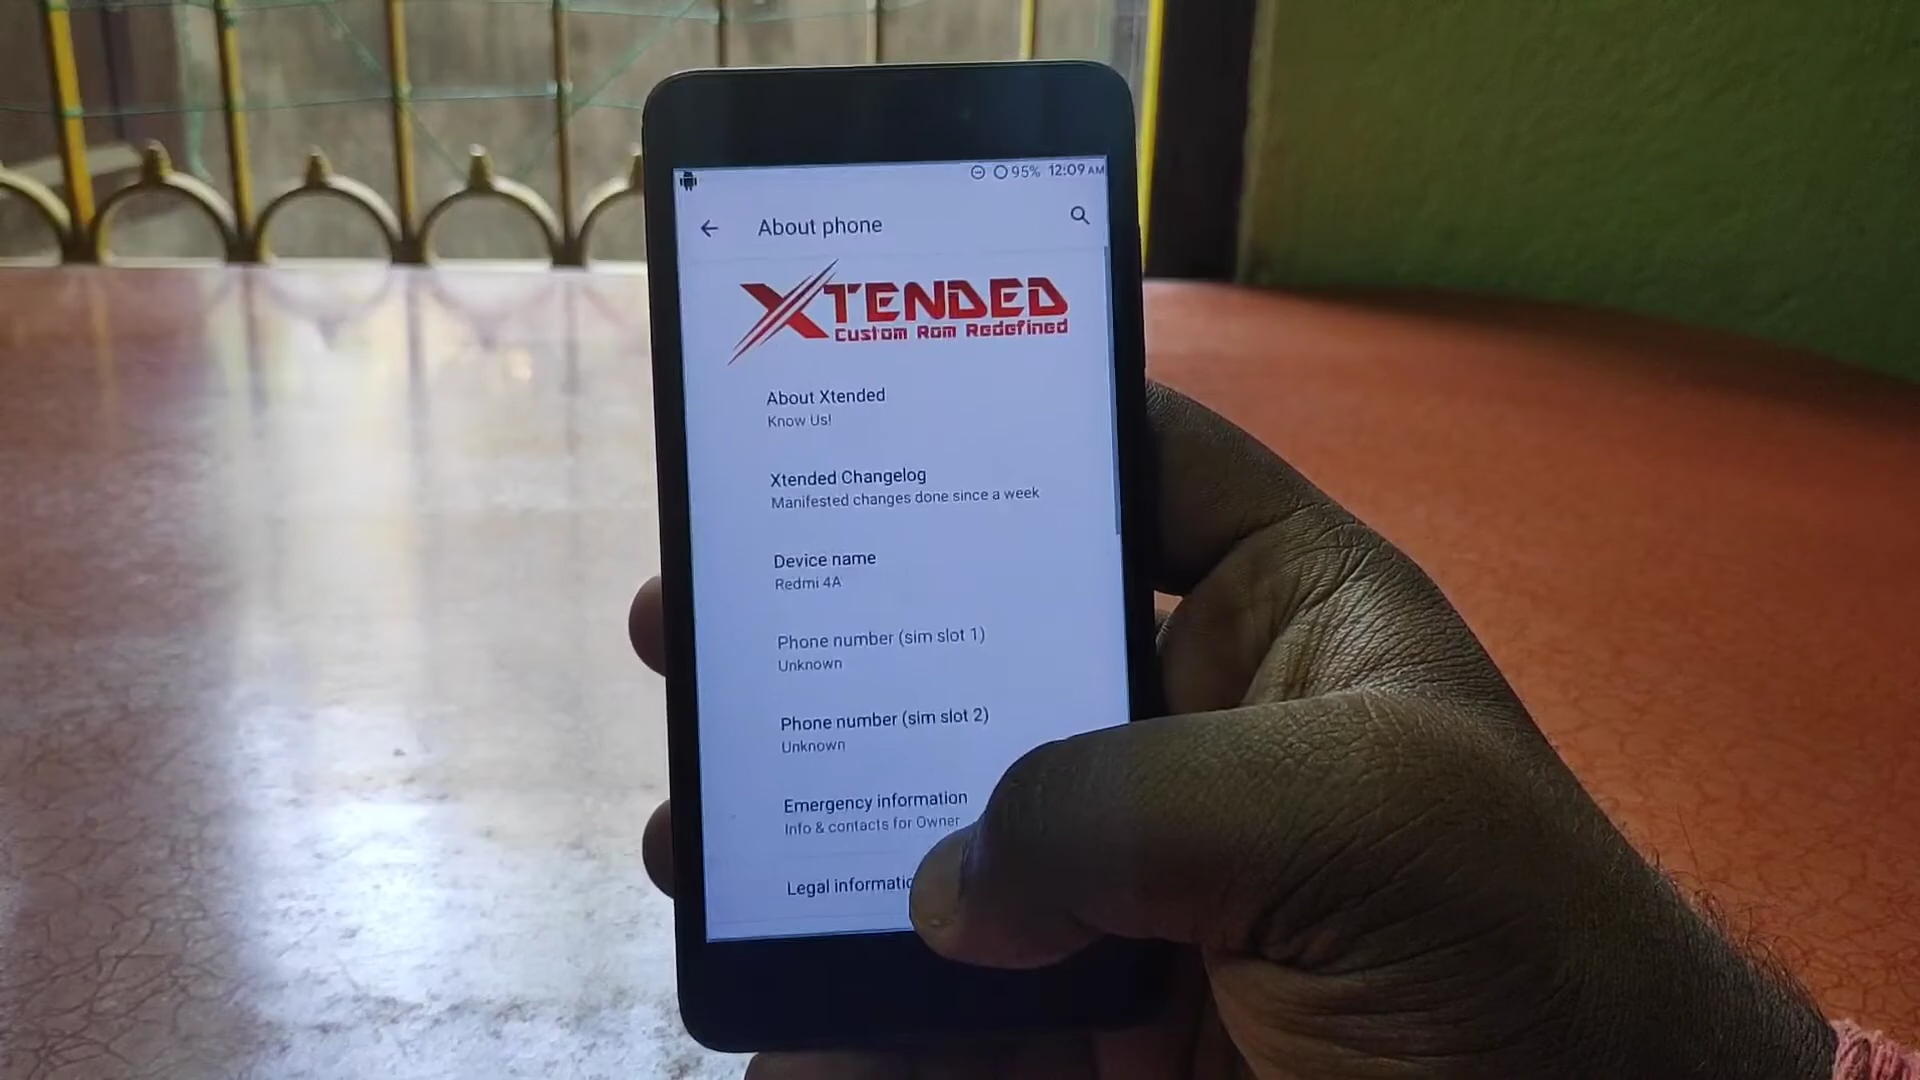 95% 12:09 AM
About phone
XTENDED
Custom Rom Redefined
About Xtended
Know Us!
Xtended Changelog
Manifested changes done since a week
Device name
Redmi 4A
Phone number (sim slot 1)
Unknown
Phone number (sim slot 2)
Unknown
Emergency information
Info & contacts for Owner
Legal informatio